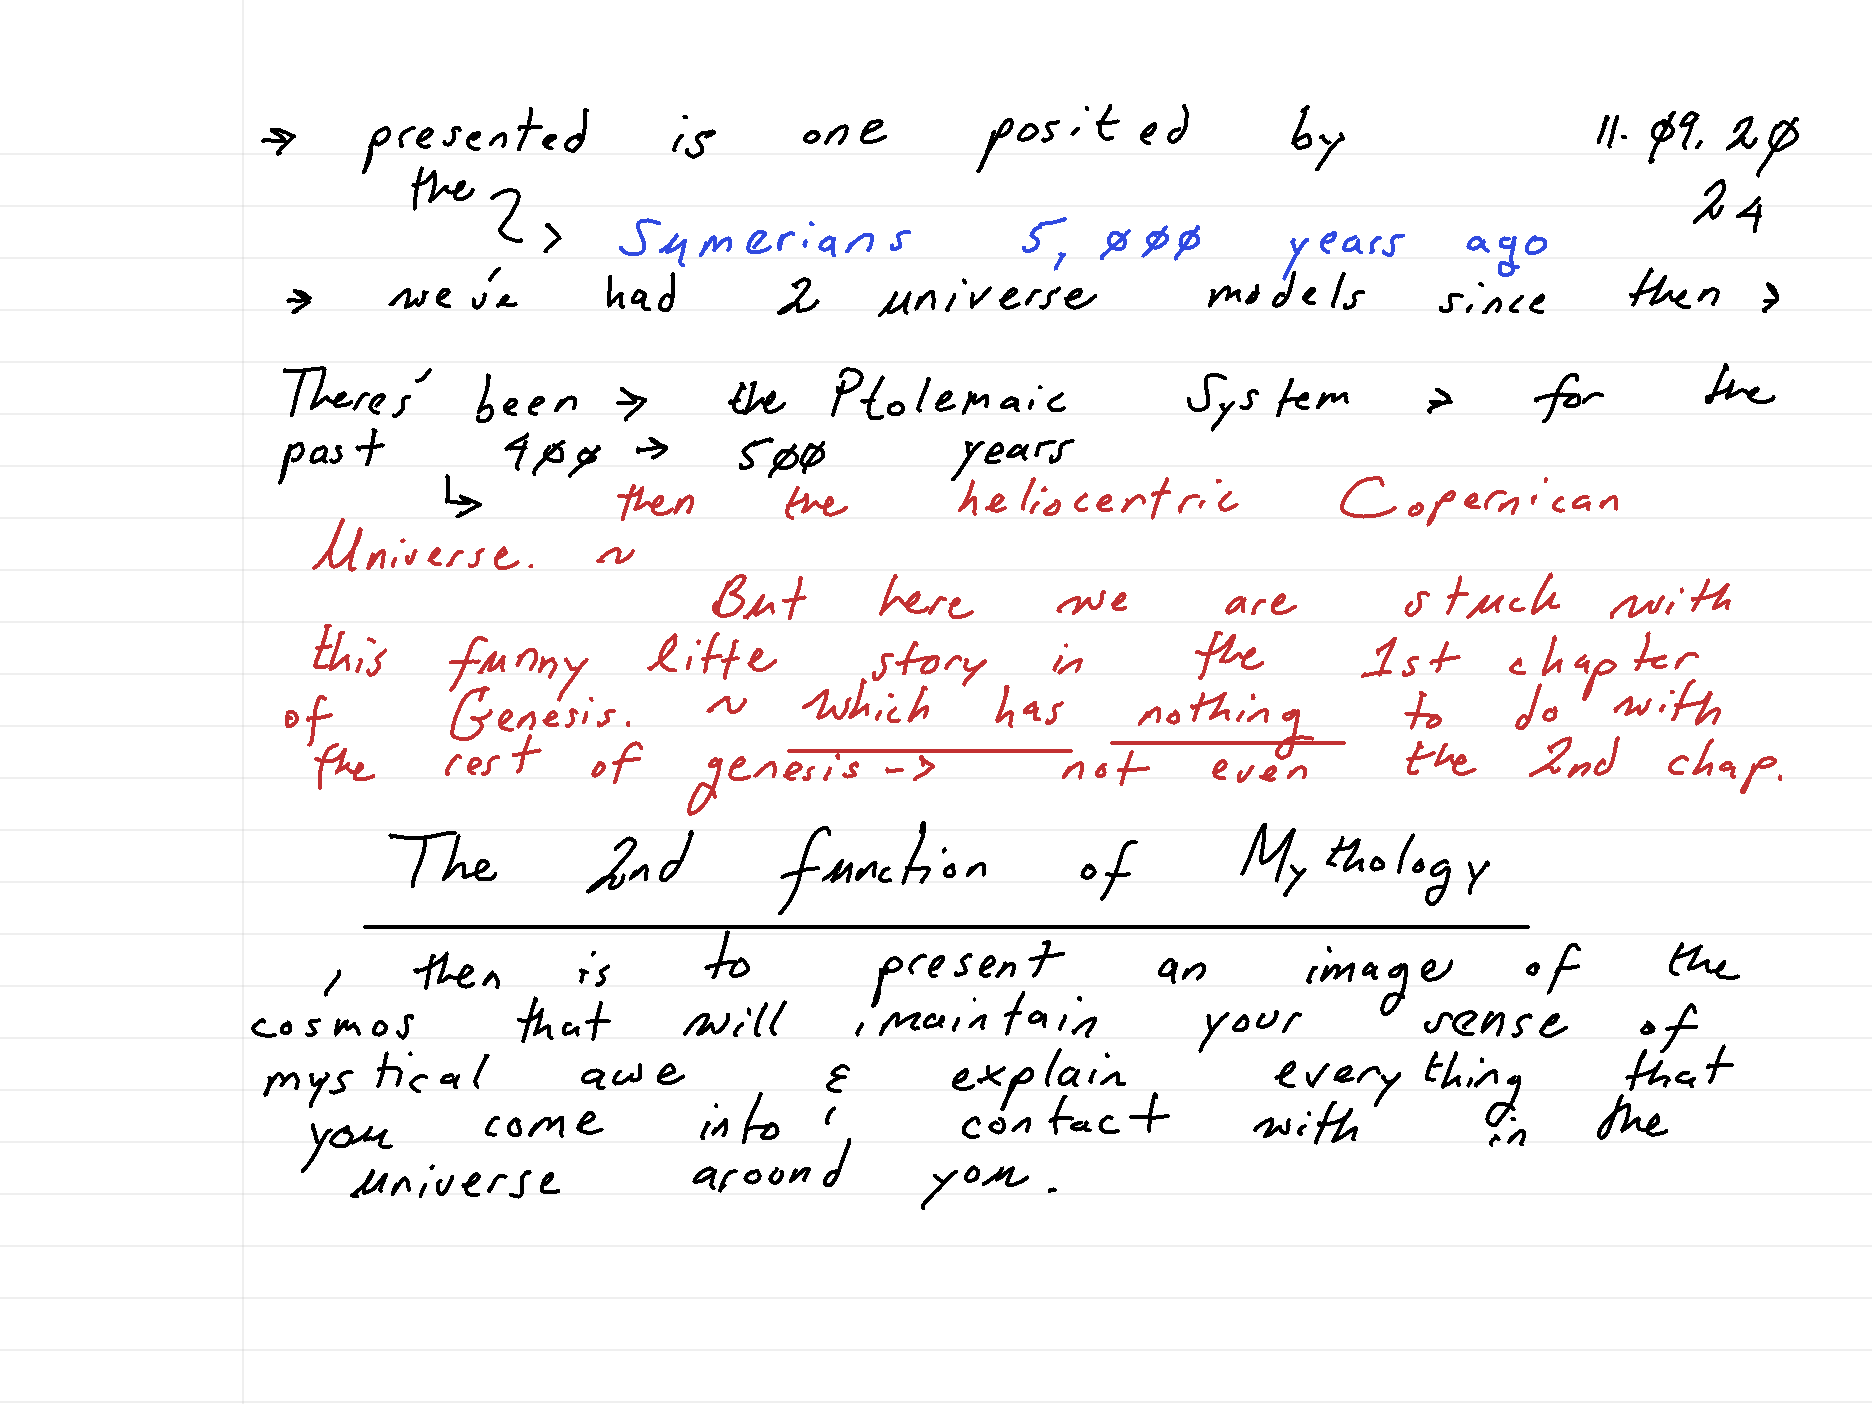 → presented is one posited by 11.09.20
the 24
↳ Sumerians 5,000 years ago
→ we've had 2 universe models since then →
There's been → the Ptolemaic System → for the
past 400 → 500 years
↳ then the heliocentric Copernican
Universe. ~
But here we are stuck with
this funny litte story in the 1st chapter
of Genesis. ~ which has nothing to do with
the rest of genesis -> not even the 2nd chap.
The 2nd function of Mythology
, then is to present an image of the
cosmos that will maintain your sense of
mystical awe & explain everything that
you come into contact with in the
universe around you.